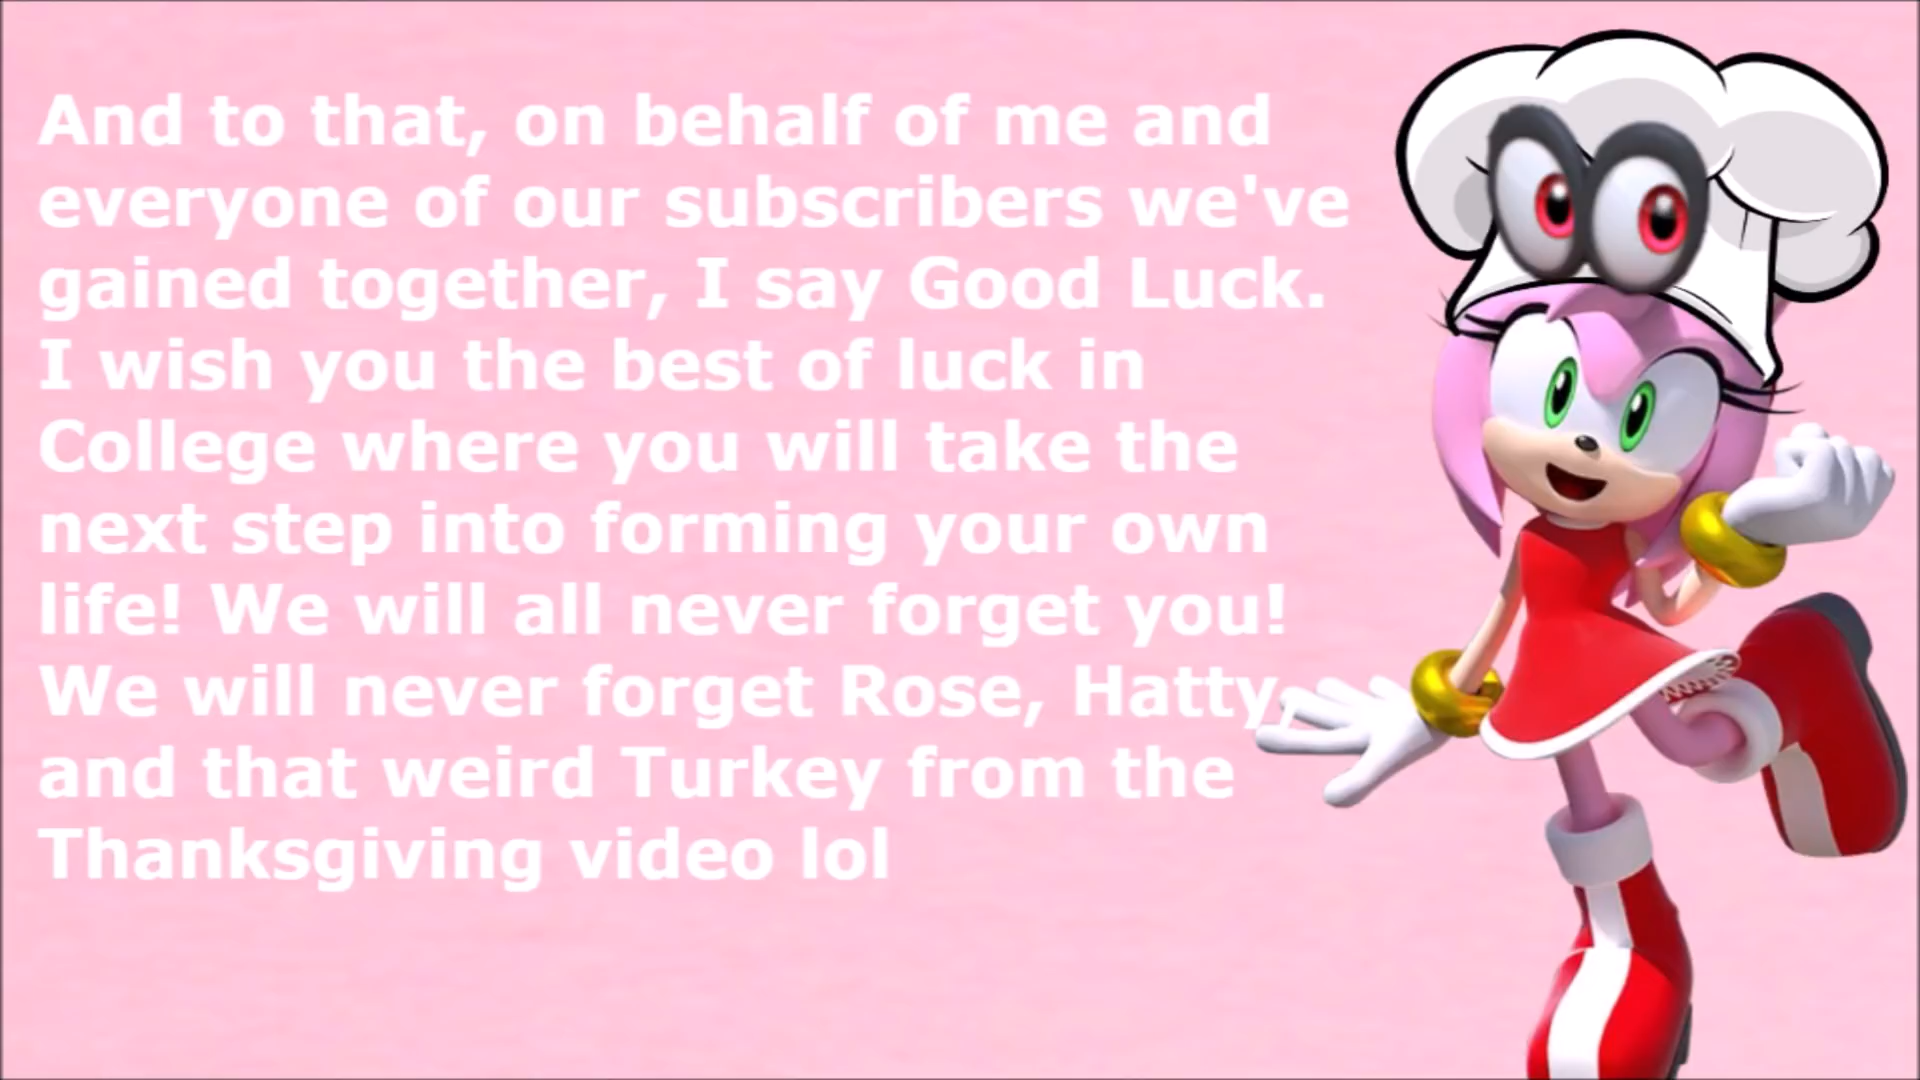 And to that, on behalf of me and
everyone of our subscribers we've
gained together, I say Good Luck.
I wish you the best of luck in
College where you will take the
next step into forming your own
life! We will all never forget you!
We will never forget Rose, Hatty,
and that weird Turkey from the
Thanksgiving video lol